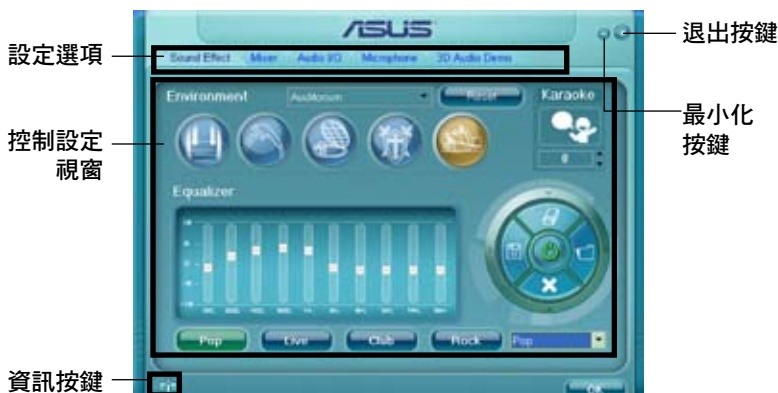 ASUS
退出按鍵
設定選項
Sound Effect Mixer Audio I/O Microphone 3D Audio Demo
最小化
按鍵
Environment Auditorium Reset Karaoke
控制設定
視窗
0
Equalizer
Pop Live Club Rock Pop
資訊按鍵
OK